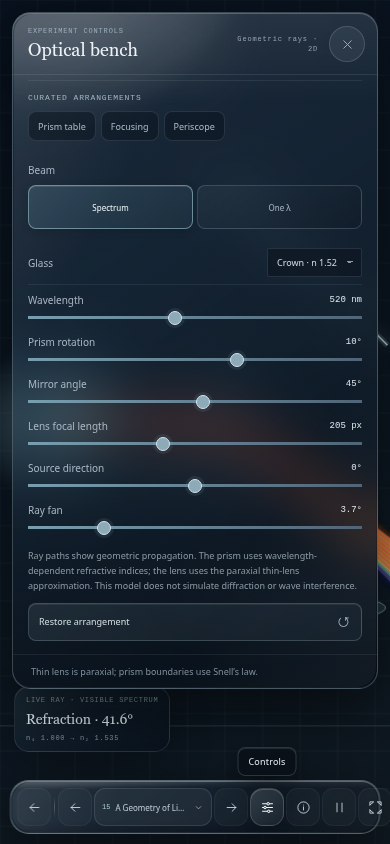 EXPERIMENT CONTROLS
Optical bench
Geometric rays ·
2D
CURATED ARRANGEMENTS
Prism table
Focusing
Periscope
Beam
Spectrum
One λ
Glass
Crown · n 1.52
Wavelength
520 nm
Prism rotation
10°
Mirror angle
45°
Lens focal length
205 px
Source direction
0°
Ray fan
3.7°
Ray paths show geometric propagation. The prism uses wavelength-
dependent refractive indices; the lens uses the paraxial thin-lens
approximation. This model does not simulate diffraction or wave interference.
Restore arrangement
Thin lens is paraxial; prism boundaries use Snell's law.
LIVE RAY · VISIBLE SPECTRUM
Refraction · 41.6°
n₁ 1.000 → n₂ 1.535
Controls
15 A Geometry of Li...